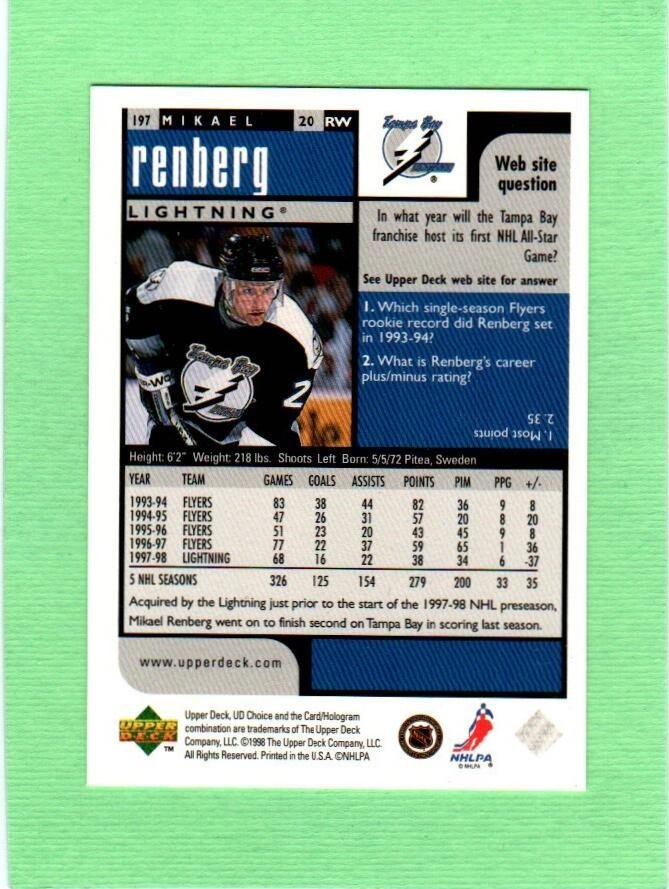 197 MIKAEL 20 RW
renberg
LIGHTNING®
Tampa Bay
Lightning
®
Web site
question
In what year will the Tampa Bay
franchise host its first NHL All-Star
Game?
See Upper Deck web site for answer
1. Which single-season Flyers
rookie record did Renberg set
in 1993-94?
2. What is Renberg's career
plus/minus rating?
1. Most points
2. 35
Tampa Bay
2
Height: 6'2" Weight: 218 lbs. Shoots Left Born: 5/5/72 Pitea, Sweden
YEAR TEAM GAMES GOALS ASSISTS POINTS PIM PPG +/-
1993-94 FLYERS 83 38 44 82 36 9 8
1994-95 FLYERS 47 26 31 57 20 8 20
1995-96 FLYERS 51 23 20 43 45 9 8
1996-97 FLYERS 77 22 37 59 65 1 36
1997-98 LIGHTNING 68 16 22 38 34 6 -37
5 NHL SEASONS 326 125 154 279 200 33 35
Acquired by the Lightning just prior to the start of the 1997-98 NHL preseason,
Mikael Renberg went on to finish second on Tampa Bay in scoring last season.
www.upperdeck.com
UPPER
DECK
TM
Upper Deck, UD Choice and the Card/Hologram
combination are trademarks of The Upper Deck
Company, LLC. ©1998 The Upper Deck Company, LLC.
All Rights Reserved. Printed in the U.S.A. ©NHLPA
NHLPA
© NHLPA